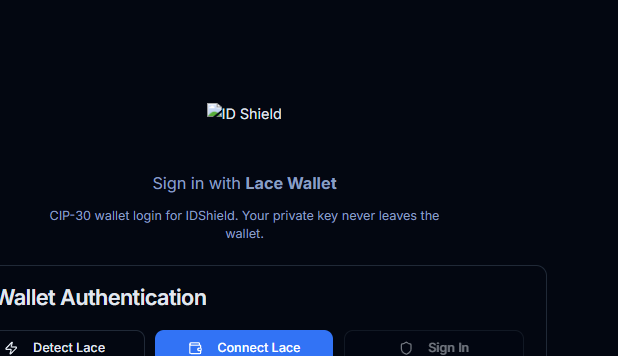 ID Shield
Sign in with Lace Wallet
CIP-30 wallet login for IDShield. Your private key never leaves the
wallet.
Wallet Authentication
Detect Lace
Connect Lace
Sign In